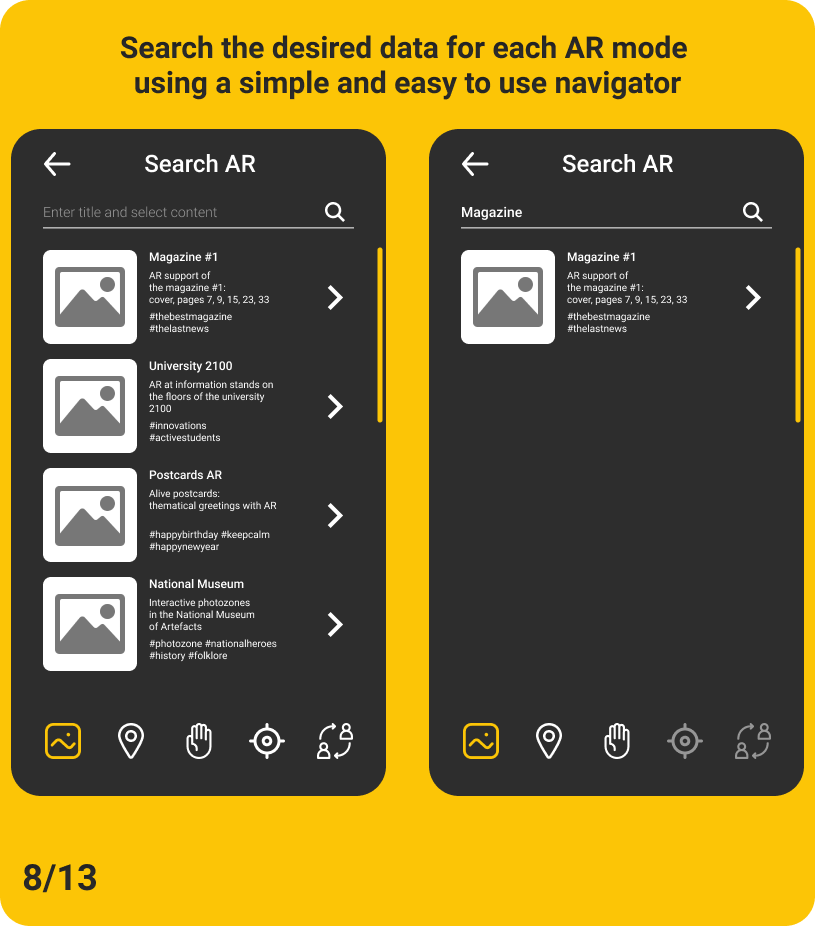 Search the desired data for each AR mode
using a simple and easy to use navigator
Search AR
Enter title and select content
Magazine #1
AR support of
the magazine #1:
cover, pages 7, 9, 15, 23, 33
#thebestmagazine
#thelastnews
University 2100
AR at information stands on
the floors of the university
2100
#innovations
#activestudents
Postcards AR
Alive postcards:
thematical greetings with AR
#happybirthday #keepcalm
#happynewyear
National Museum
Interactive photozones
in the National Museum
of Artefacts
#photozone #nationalheroes
#history #folklore
Search AR
Magazine
Magazine #1
AR support of
the magazine #1:
cover, pages 7, 9, 15, 23, 33
#thebestmagazine
#thelastnews
8/13